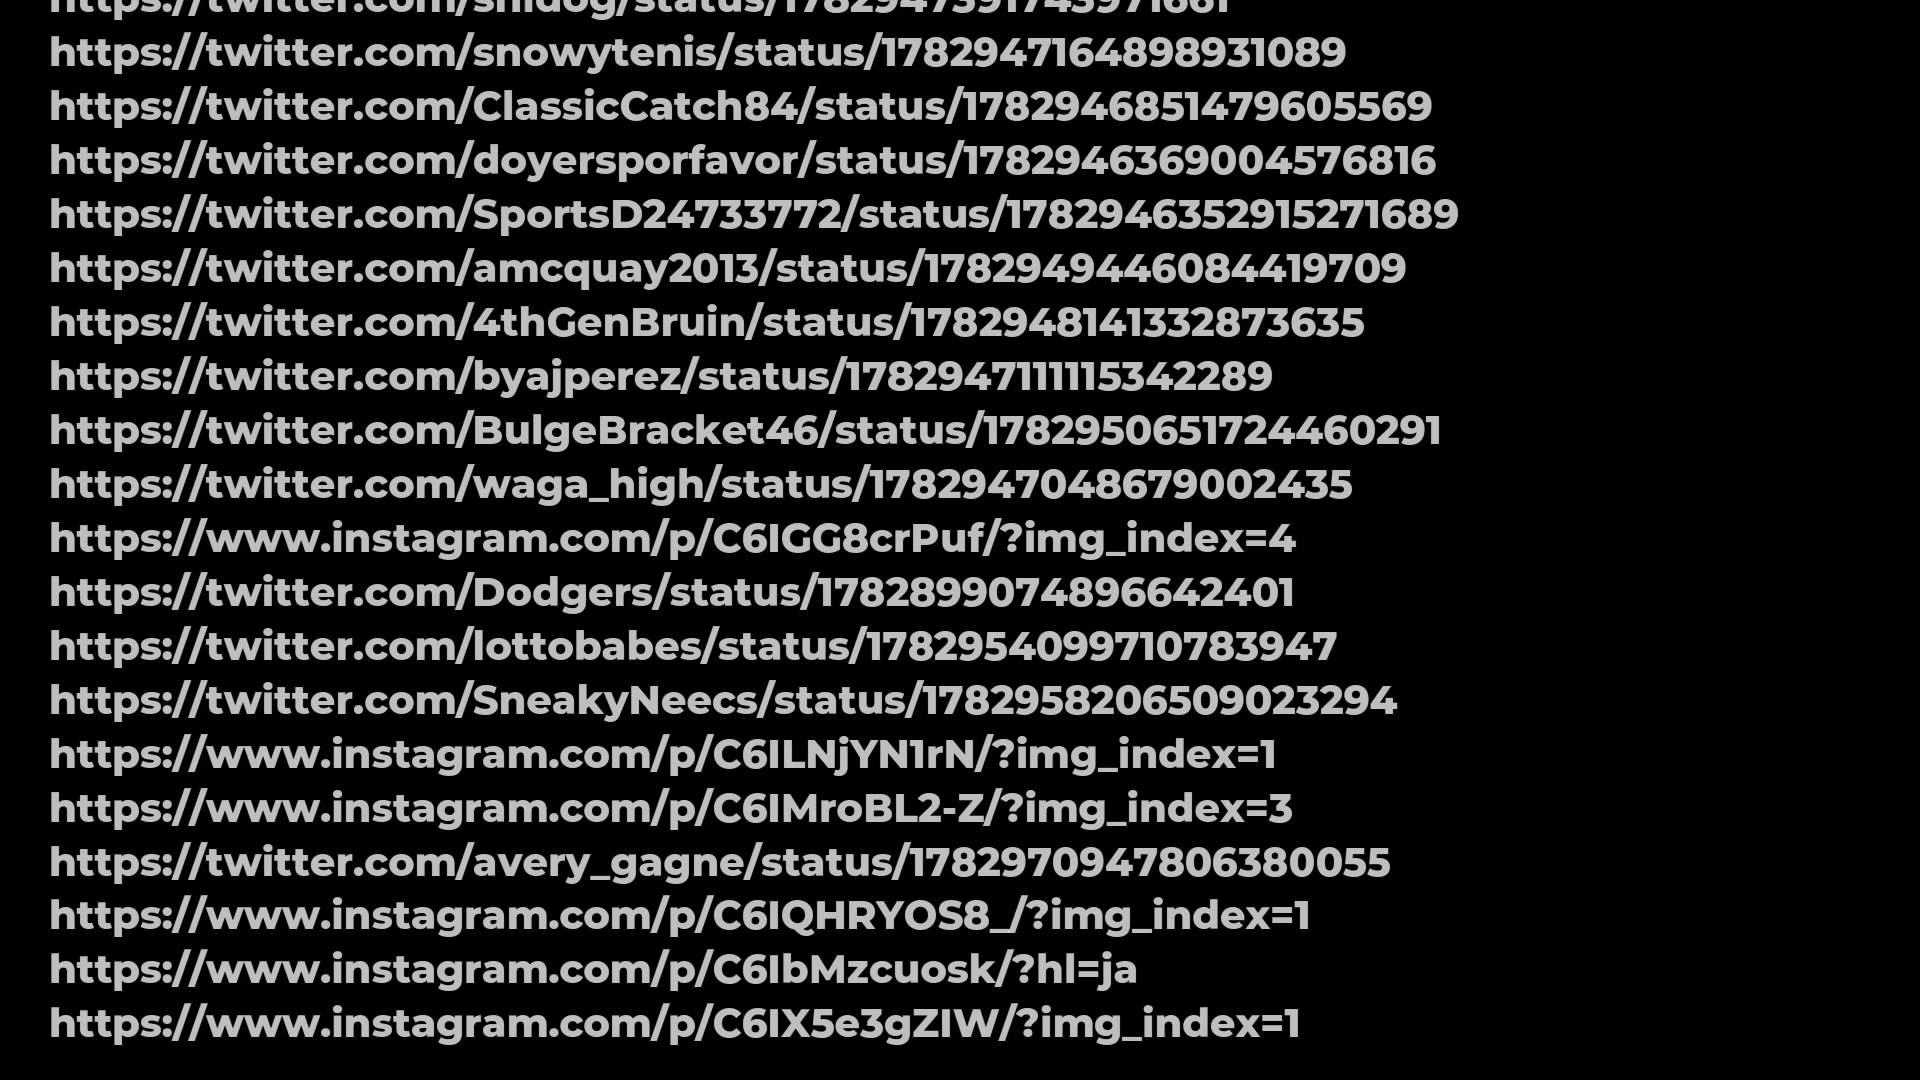 https://twitter.com/snowytenis/status/1782947164898931089
https://twitter.com/ClassicCatch84/status/1782946851479605569
https://twitter.com/doyersporfavor/status/1782946369004576816
https://twitter.com/SportsD24733772/status/1782946352915271689
https://twitter.com/amcquay2013/status/1782949446084419709
https://twitter.com/4thGenBruin/status/1782948141332873635
https://twitter.com/byajperez/status/1782947111115342289
https://twitter.com/BulgeBracket46/status/1782950651724460291
https://twitter.com/waga_high/status/1782947048679002435
https://www.instagram.com/p/C6IGG8crPuf/?img_index=4
https://twitter.com/Dodgers/status/1782899074896642401
https://twitter.com/lottobabes/status/1782954099710783947
https://twitter.com/SneakyNeecs/status/1782958206509023294
https://www.instagram.com/p/C6ILNjYN1rN/?img_index=1
https://www.instagram.com/p/C6IMroBL2-Z/?img_index=3
https://twitter.com/avery_gagne/status/1782970947806380055
https://www.instagram.com/p/C6IQHRYOS8_/?img_index=1
https://www.instagram.com/p/C6IbMzcuosk/?hl=ja
https://www.instagram.com/p/C6IX5e3gZIW/?img_index=1